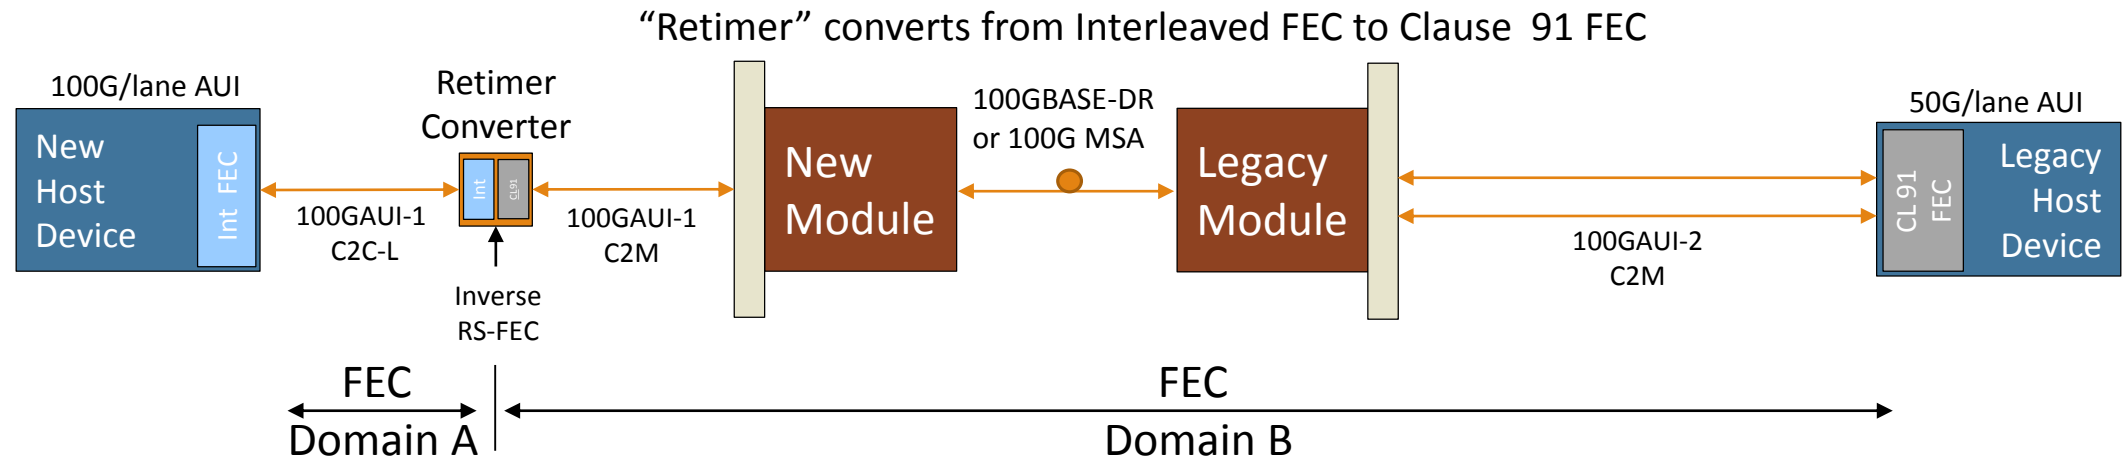 “Retimer” converts from Interleaved FEC to Clause 91 FEC
100G/lane AUI
New
Host
Device
Int FEC
100GAUI-1
C2C-L
Retimer
Converter
Int
CL91
Inverse
RS-FEC
100GAUI-1
C2M
New
Module
100GBASE-DR
or 100G MSA
Legacy
Module
100GAUI-2
C2M
50G/lane AUI
CL 91
FEC
Legacy
Host
Device
FEC
Domain A
FEC
Domain B